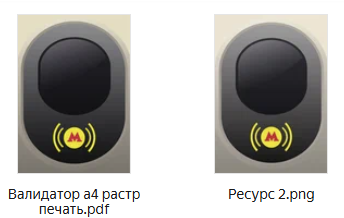 М
М
Валидатор а4 растр
печать.pdf
Ресурс 2.png